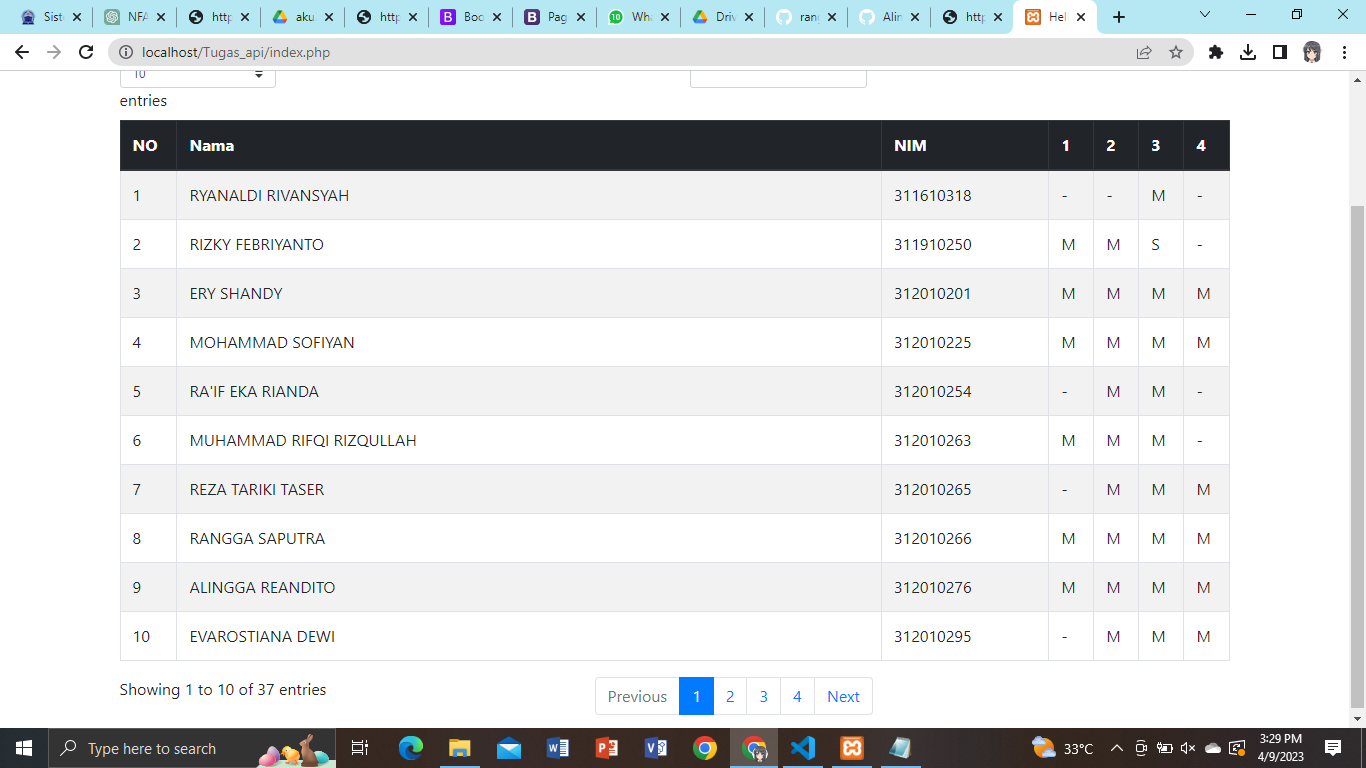 Sist
NFA
http
aku.
http
Boo
Pag
Wha
Driv
ran
Alin
http
Hel
localhost/Tugas_api/index.php
10
entries
NO Nama NIM 1 2 3 4
1 RYANALDI RIVANSYAH 311610318 - - M -
2 RIZKY FEBRIYANTO 311910250 M M S -
3 ERY SHANDY 312010201 M M M M
4 MOHAMMAD SOFIYAN 312010225 M M M M
5 RA'IF EKA RIANDA 312010254 - M M -
6 MUHAMMAD RIFQI RIZQULLAH 312010263 M M M -
7 REZA TARIKI TASER 312010265 - M M M
8 RANGGA SAPUTRA 312010266 M M M M
9 ALINGGA REANDITO 312010276 M M M M
10 EVAROSTIANA DEWI 312010295 - M M M
Showing 1 to 10 of 37 entries
Previous 1 2 3 4 Next
Type here to search
33°C
3:29 PM
4/9/2023